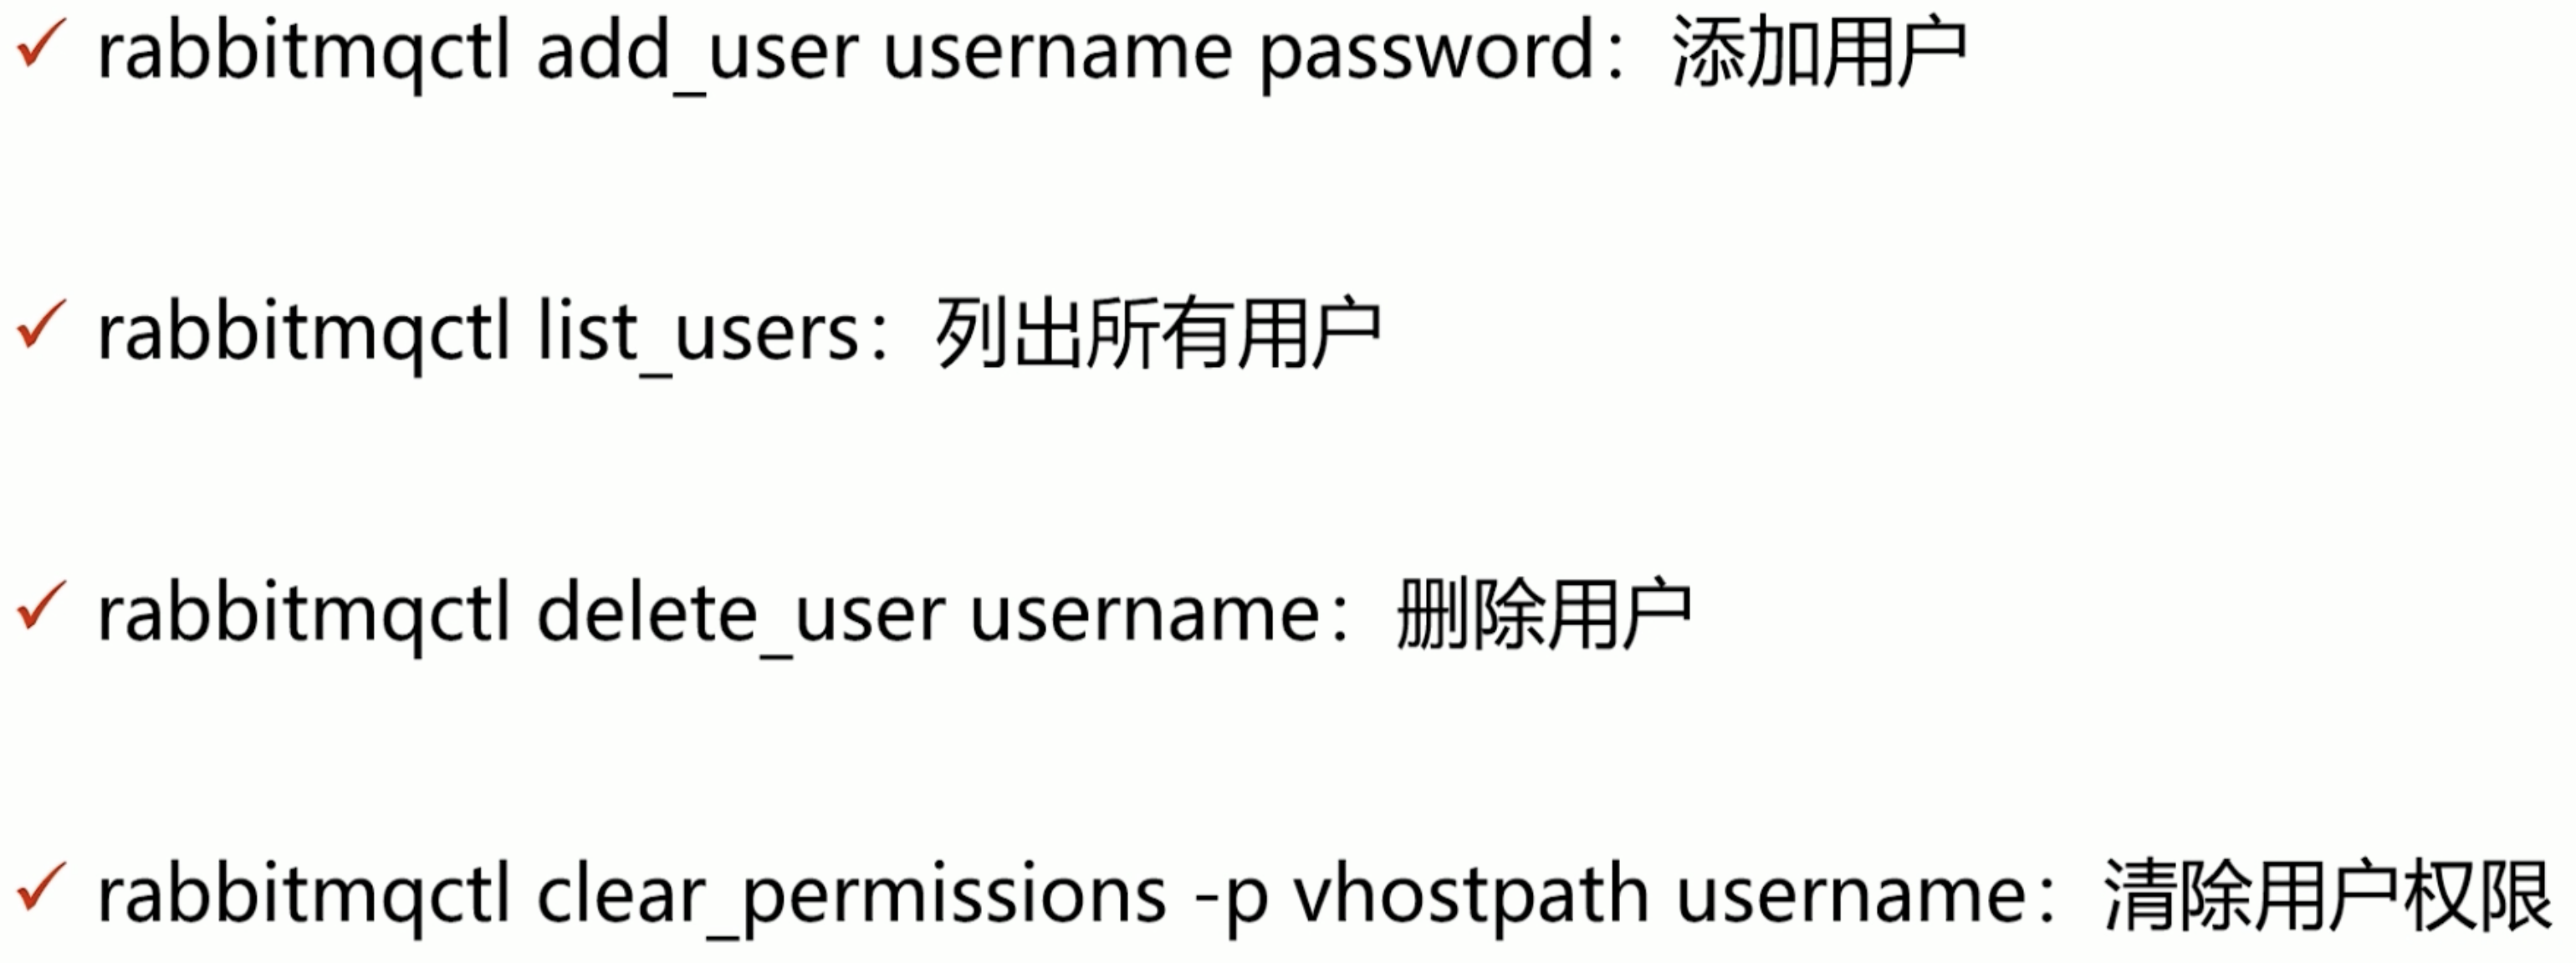 rabbitmqctl add_user username password：添加用户
rabbitmqctl list_users：列出所有用户
rabbitmqctl delete_user username：删除用户
rabbitmqctl clear_permissions -p vhostpath username：清除用户权限